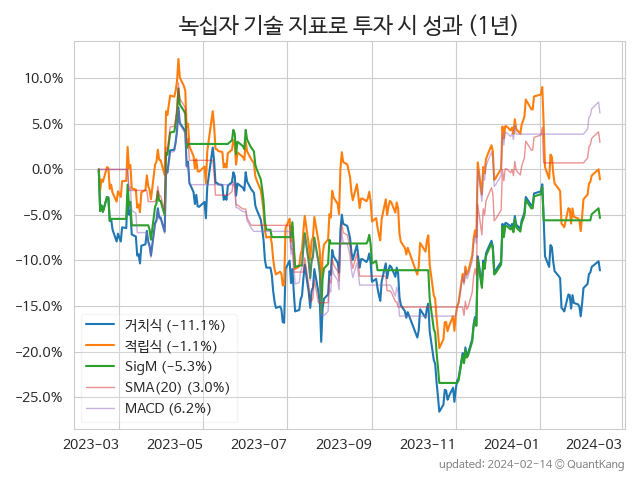 녹십자 기술 지표로 투자 시 성과 (1년)
10.0%
5.0%
0.0%
−5.0%
−10.0%
−15.0%
−20.0%
−25.0%
거치식 (−11.1%)
적립식 (−1.1%)
SigM (−5.3%)
SMA(20) (3.0%)
MACD (6.2%)
2023-03 2023-05 2023-07 2023-09 2023-11 2024-01 2024-03
updated: 2024-02-14 © QuantKang